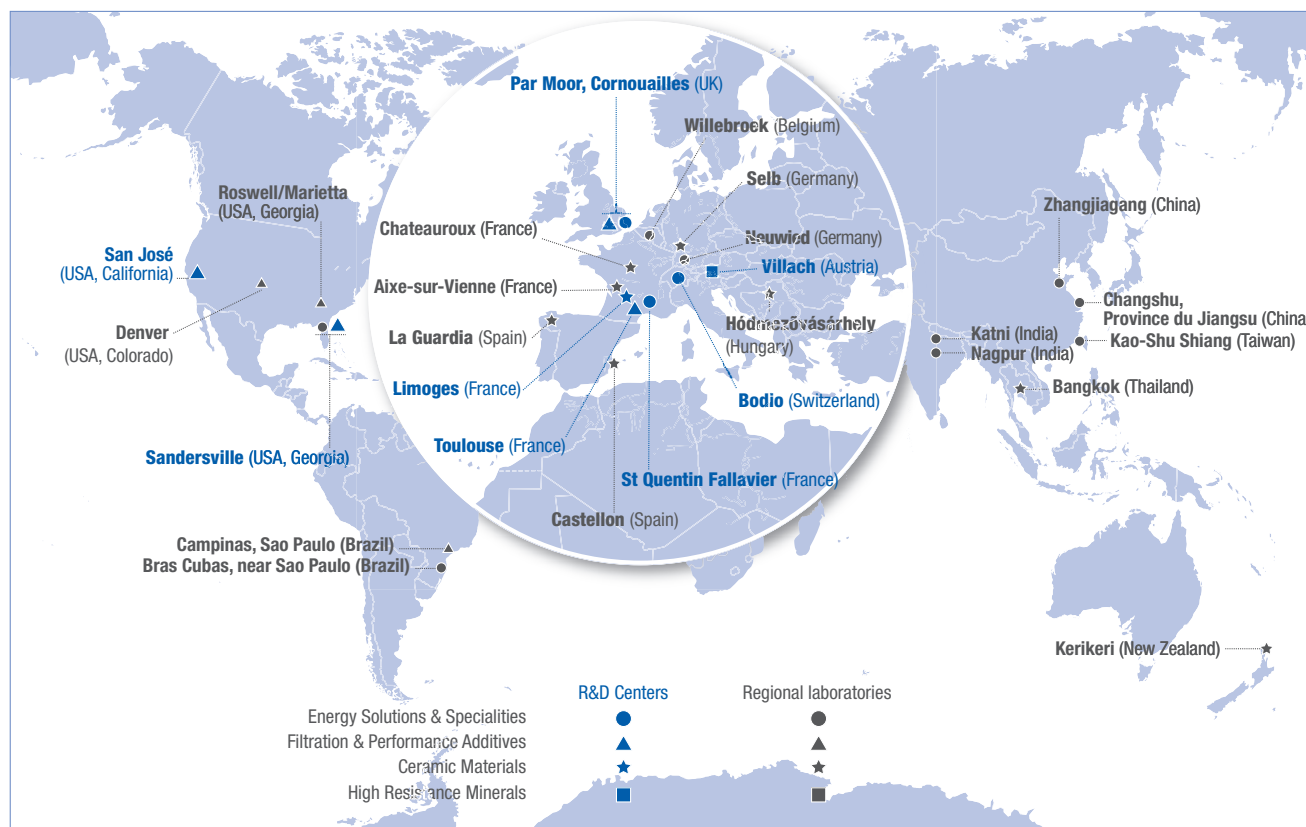 Par Moor, Cornouailles (UK)
Willebrock (Belgium)
Selb (Germany)
Roswell/Marietta
(USA, Georgia)
Zhangjiagang (China)
Chateauroux (France)
Neuwied (Germany)
San José
(USA, California)
Villach (Austria)
Aixe-sur-Vienne (France)
Changshu,
Province du Jiangsu (China
Hódmezővásárhely
(Hungary)
Denver
(USA, Colorado)
La Guardia (Spain)
Katni (India)
Kao-Shu Shiang (Taiwan)
Nagpur (India)
Limoges (France)
Bangkok (Thailand)
Bodio (Switzerland)
Toulouse (France)
Sandersville (USA, Georgia)
St Quentin Fallavier (France)
Castellon (Spain)
Campinas, Sao Paulo (Brazil)
Bras Cubas, near Sao Paulo (Brazil)
Kerikeri (New Zealand)
R&D Centers Regional laboratories
Energy Solutions & Specialities
Filtration & Performance Additives
Ceramic Materials
High Resistance Minerals